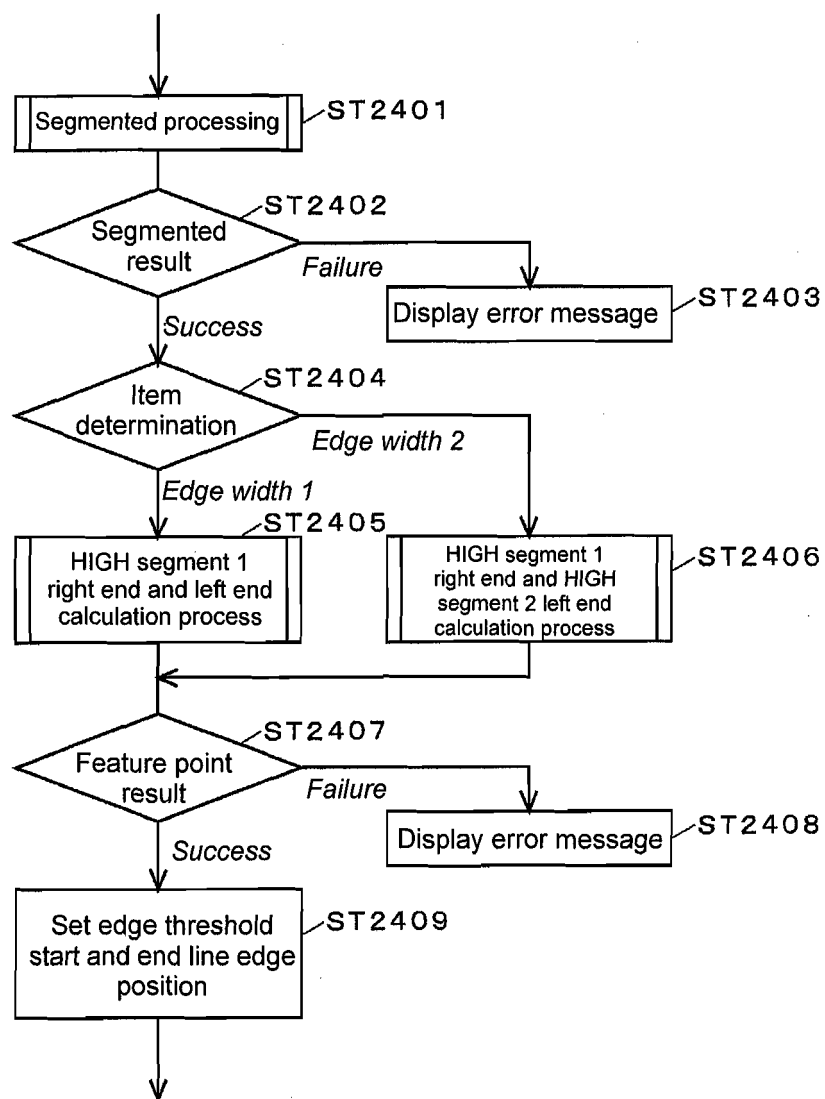 Segmented processing
ST2401
ST2402
Segmented
result
Failure
ST2403
Display error message
Success
ST2404
Item
determination
Edge width 2
Edge width 1
ST2405
HIGH segment 1
right end and left end
calculation process
ST2406
HIGH segment 1
right end and HIGH
segment 2 left end
calculation process
ST2407
Feature point
result
Failure
ST2408
Display error message
Success
ST2409
Set edge threshold
start and end line edge
position